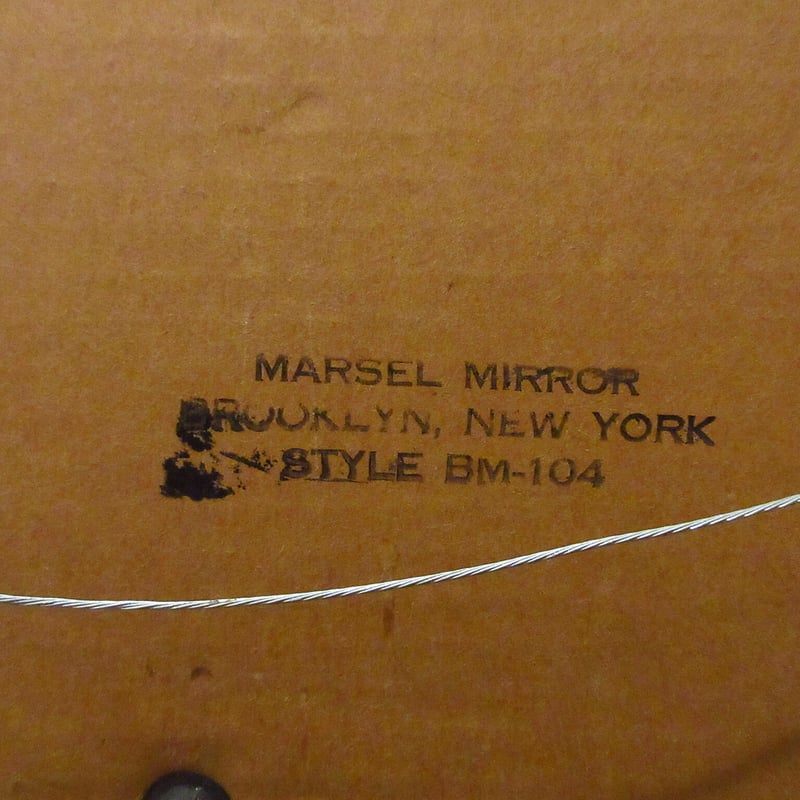 MARSEL MIRROR
BROOKLYN, NEW YORK
STYLE BM-104